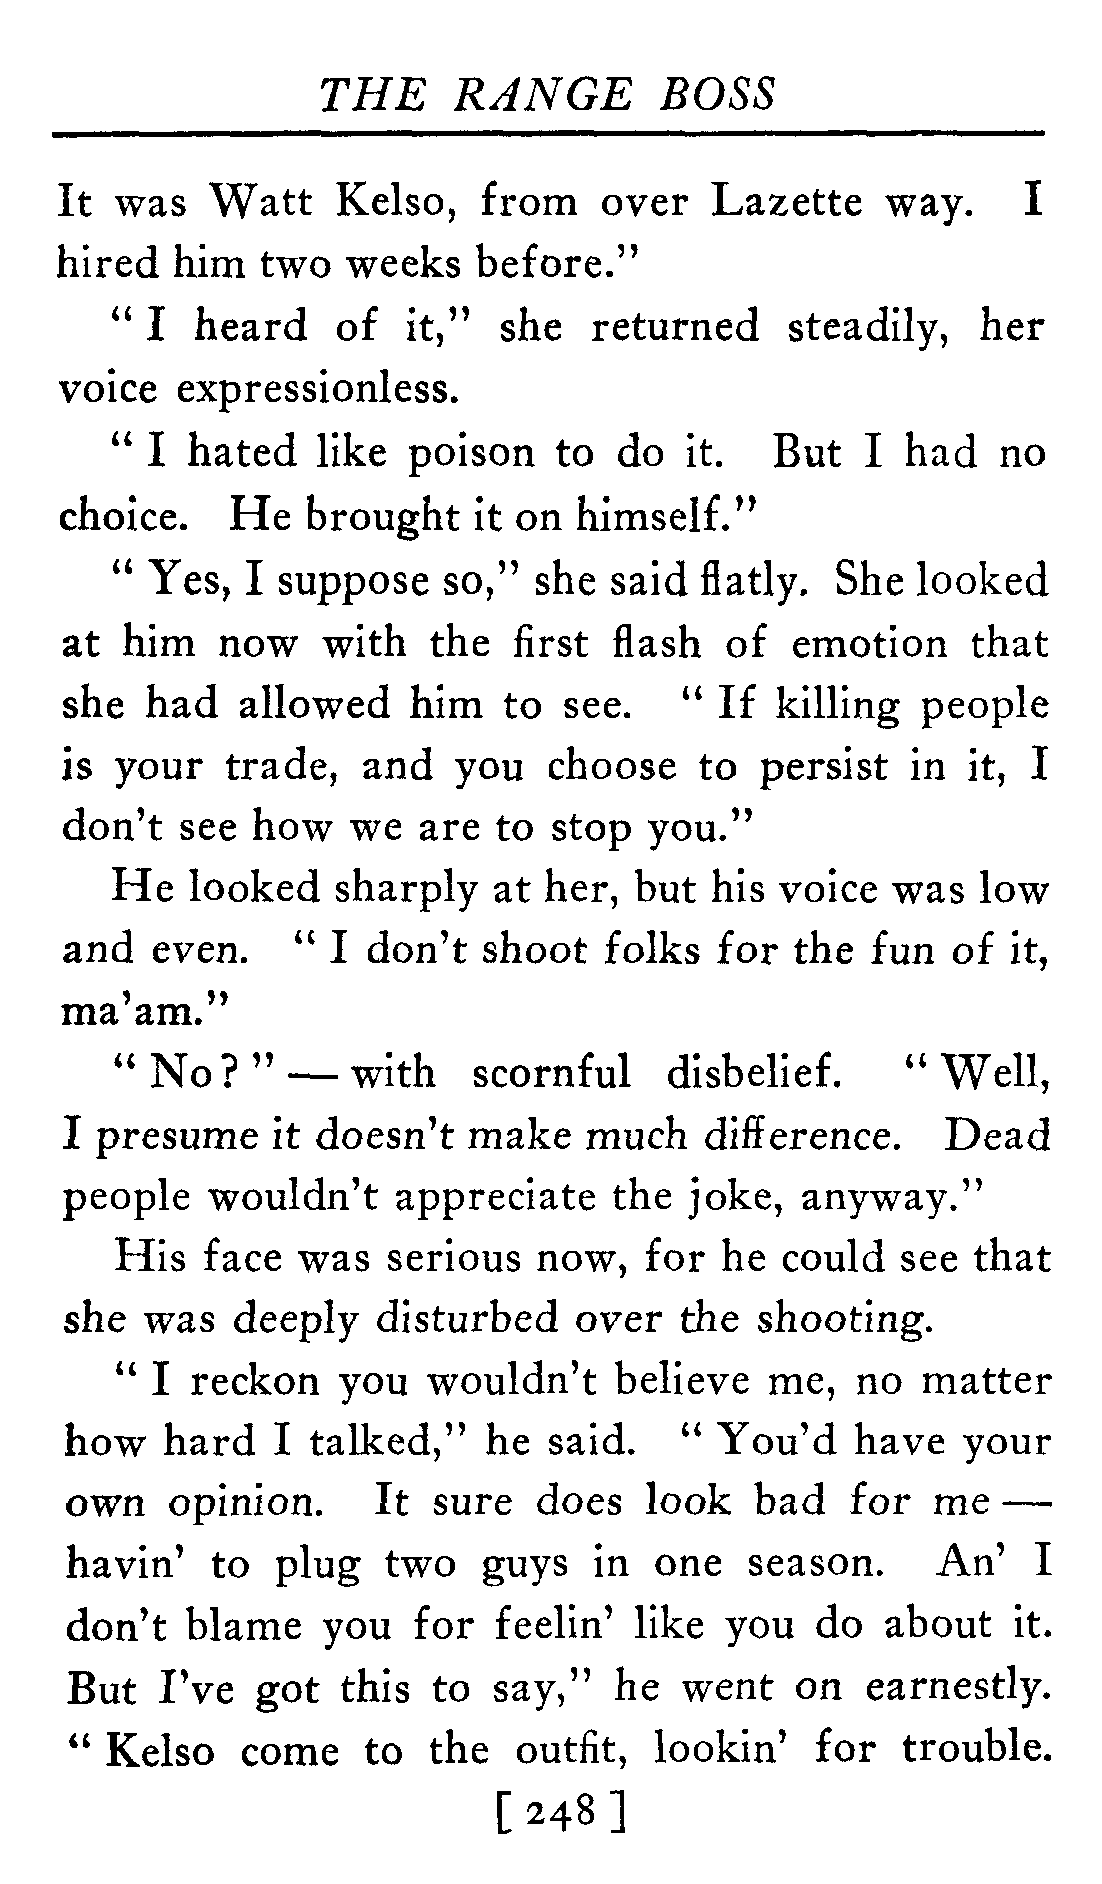 THE RANGE BOSS
It was Watt Kelso, from over Lazette way. I
hired him two weeks before."
"I heard of it," she returned steadily, her
voice expressionless.
"I hated like poison to do it. But I had no
choice. He brought it on himself."
"Yes, I suppose so," she said flatly. She looked
at him now with the first flash of emotion that
she had allowed him to see. "If killing people
is your trade, and you choose to persist in it, I
don't see how we are to stop you."
He looked sharply at her, but his voice was low
and even. "I don't shoot folks for the fun of it,
ma'am."
"No?" — with scornful disbelief. "Well,
I presume it doesn't make much difference. Dead
people wouldn't appreciate the joke, anyway."
His face was serious now, for he could see that
she was deeply disturbed over the shooting.
"I reckon you wouldn't believe me, no matter
how hard I talked," he said. "You'd have your
own opinion. It sure does look bad for me —
havin' to plug two guys in one season. An' I
don't blame you for feelin' like you do about it.
But I've got this to say," he went on earnestly.
"Kelso come to the outfit, lookin' for trouble.
[ 248 ]